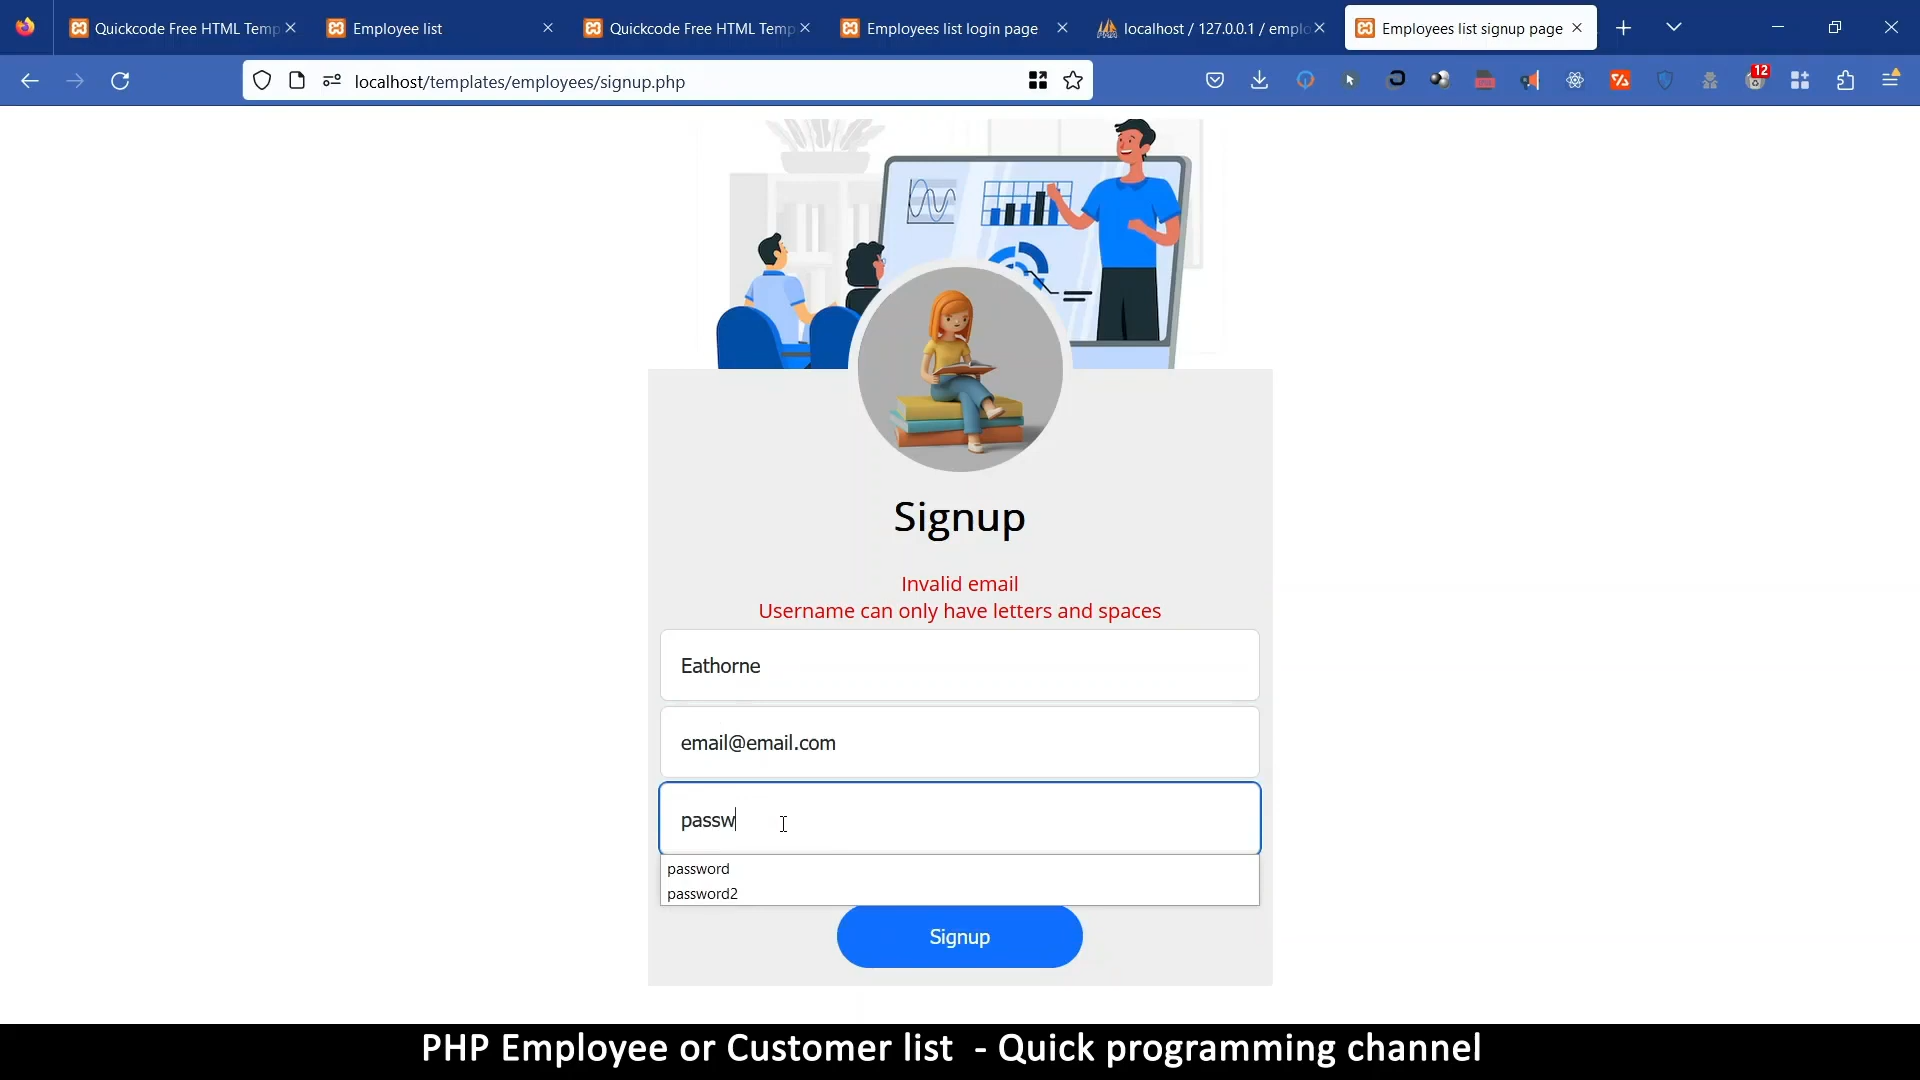 Quickcode Free HTML Temp
Employee list
Quickcode Free HTML Temp
Employees list login page
localhost / 127.0.0.1 / emplo
Employees list signup page
localhost/templates/employees/signup.php
12
Signup
Invalid email
Username can only have letters and spaces
Eathorne
email@email.com
passw
password
password2
Signup
PHP Employee or Customer list - Quick programming channel